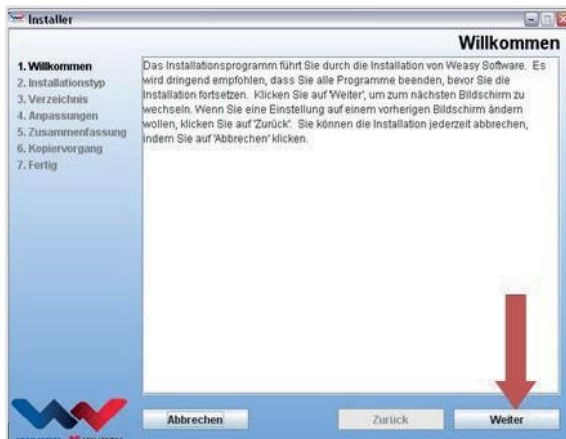 Installer
Willkommen
1. Willkommen
2. Installationstyp
3. Verzeichnis
4. Anpassungen
5. Zusammenfassung
6. Kopiervorgang
7. Fertig
Das Installationsprogramm führt Sie durch die Installation von Weasy Software. Es
wird dringend empfohlen, dass Sie alle Programme beenden, bevor Sie die
Installation fortsetzen. Klicken Sie auf 'Weiter', um zum nächsten Bildschirm zu
wechseln. Wenn Sie eine Einstellung auf einem vorherigen Bildschirm ändern
wollen, klicken Sie auf 'Zurück'. Sie können die Installation jederzeit abbrechen,
indem Sie auf 'Abbrechen' klicken.
Abbrechen
Zurück
Weiter